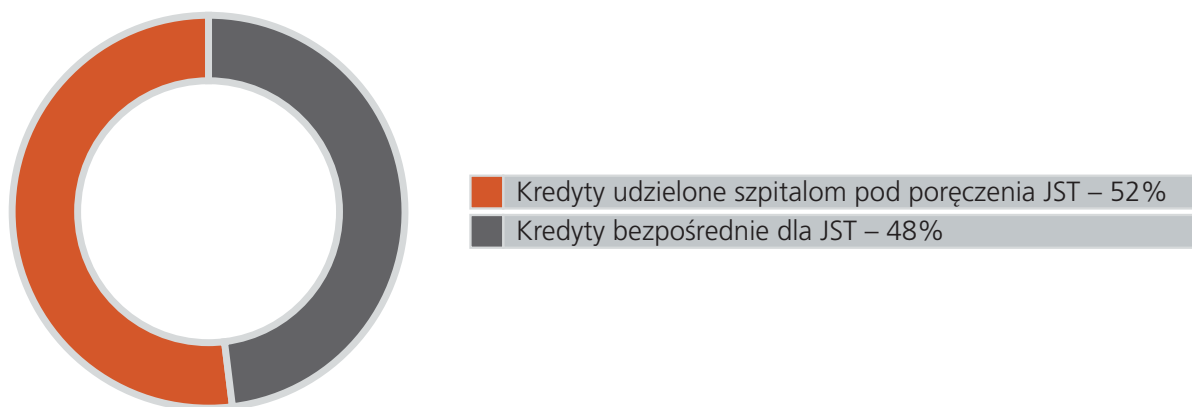 Kredyty udzielone szpitalom pod poręczenia JST – 52%
Kredyty bezpośrednie dla JST – 48%